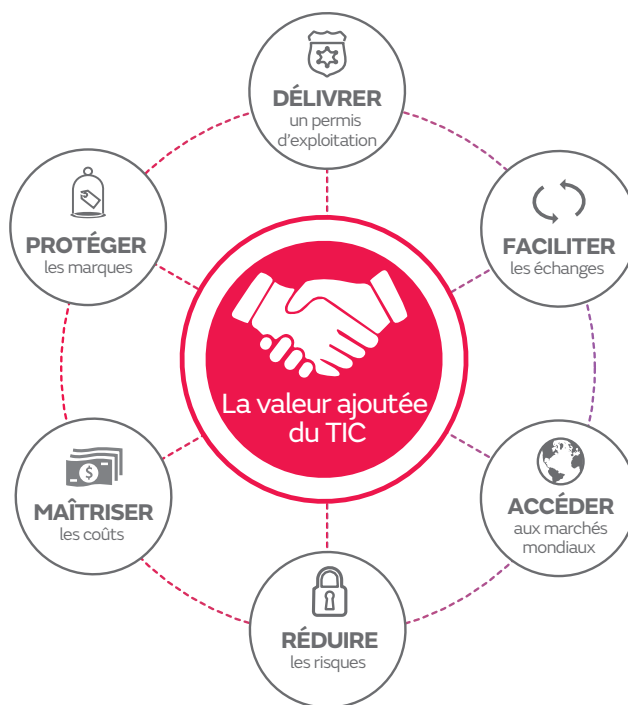 DÉLIVRER
un permis
d'exploitation
PROTÉGER
les marques
FACILITER
les échanges
La valeur ajoutée
du TIC
MAÎTRISER
les coûts
ACCÉDER
aux marchés
mondiaux
RÉDUIRE
les risques